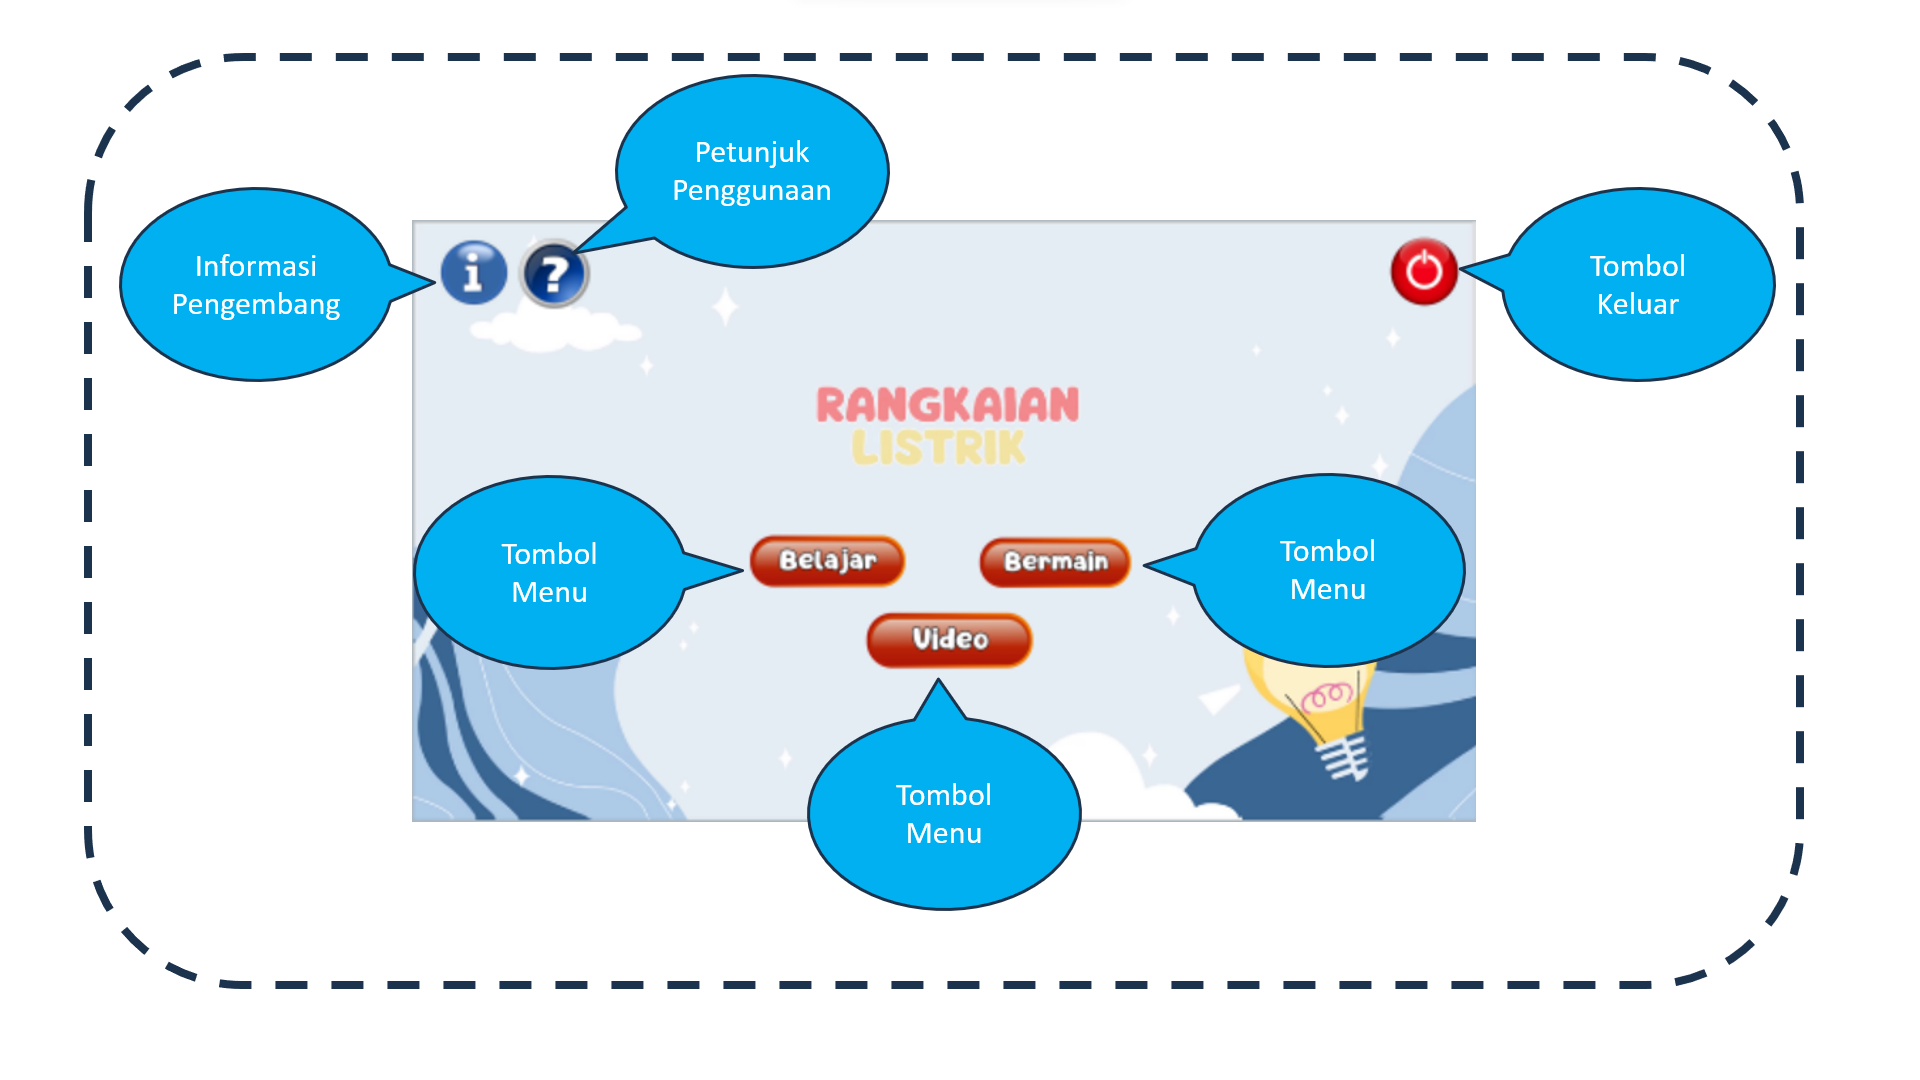 Petunjuk
Penggunaan
Informasi
Pengembang
i
?
Tombol
Keluar
RANGKAIAN
LISTRIK
Tombol
Menu
Belajar
Bermain
Tombol
Menu
Video
Tombol
Menu